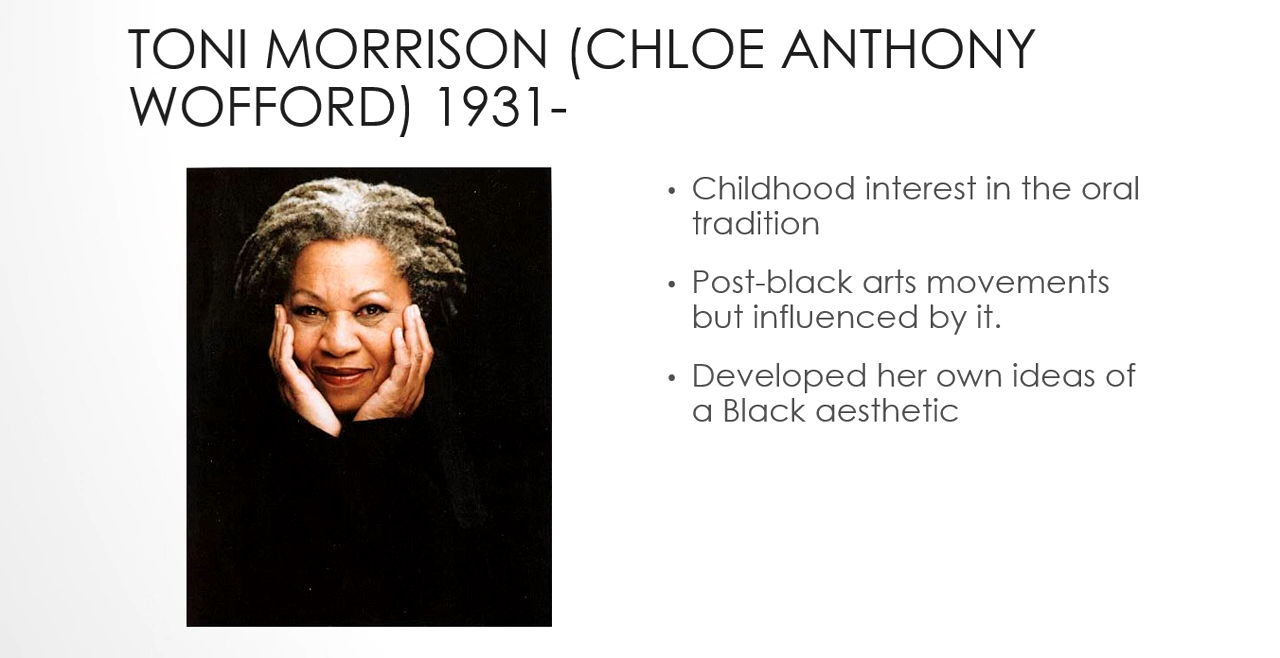 TONI MORRISON (CHLOE ANTHONY
WOFFORD) 1931-
• Childhood interest in the oral
tradition
• Post-black arts movements
but influenced by it.
• Developed her own ideas of
a Black aesthetic